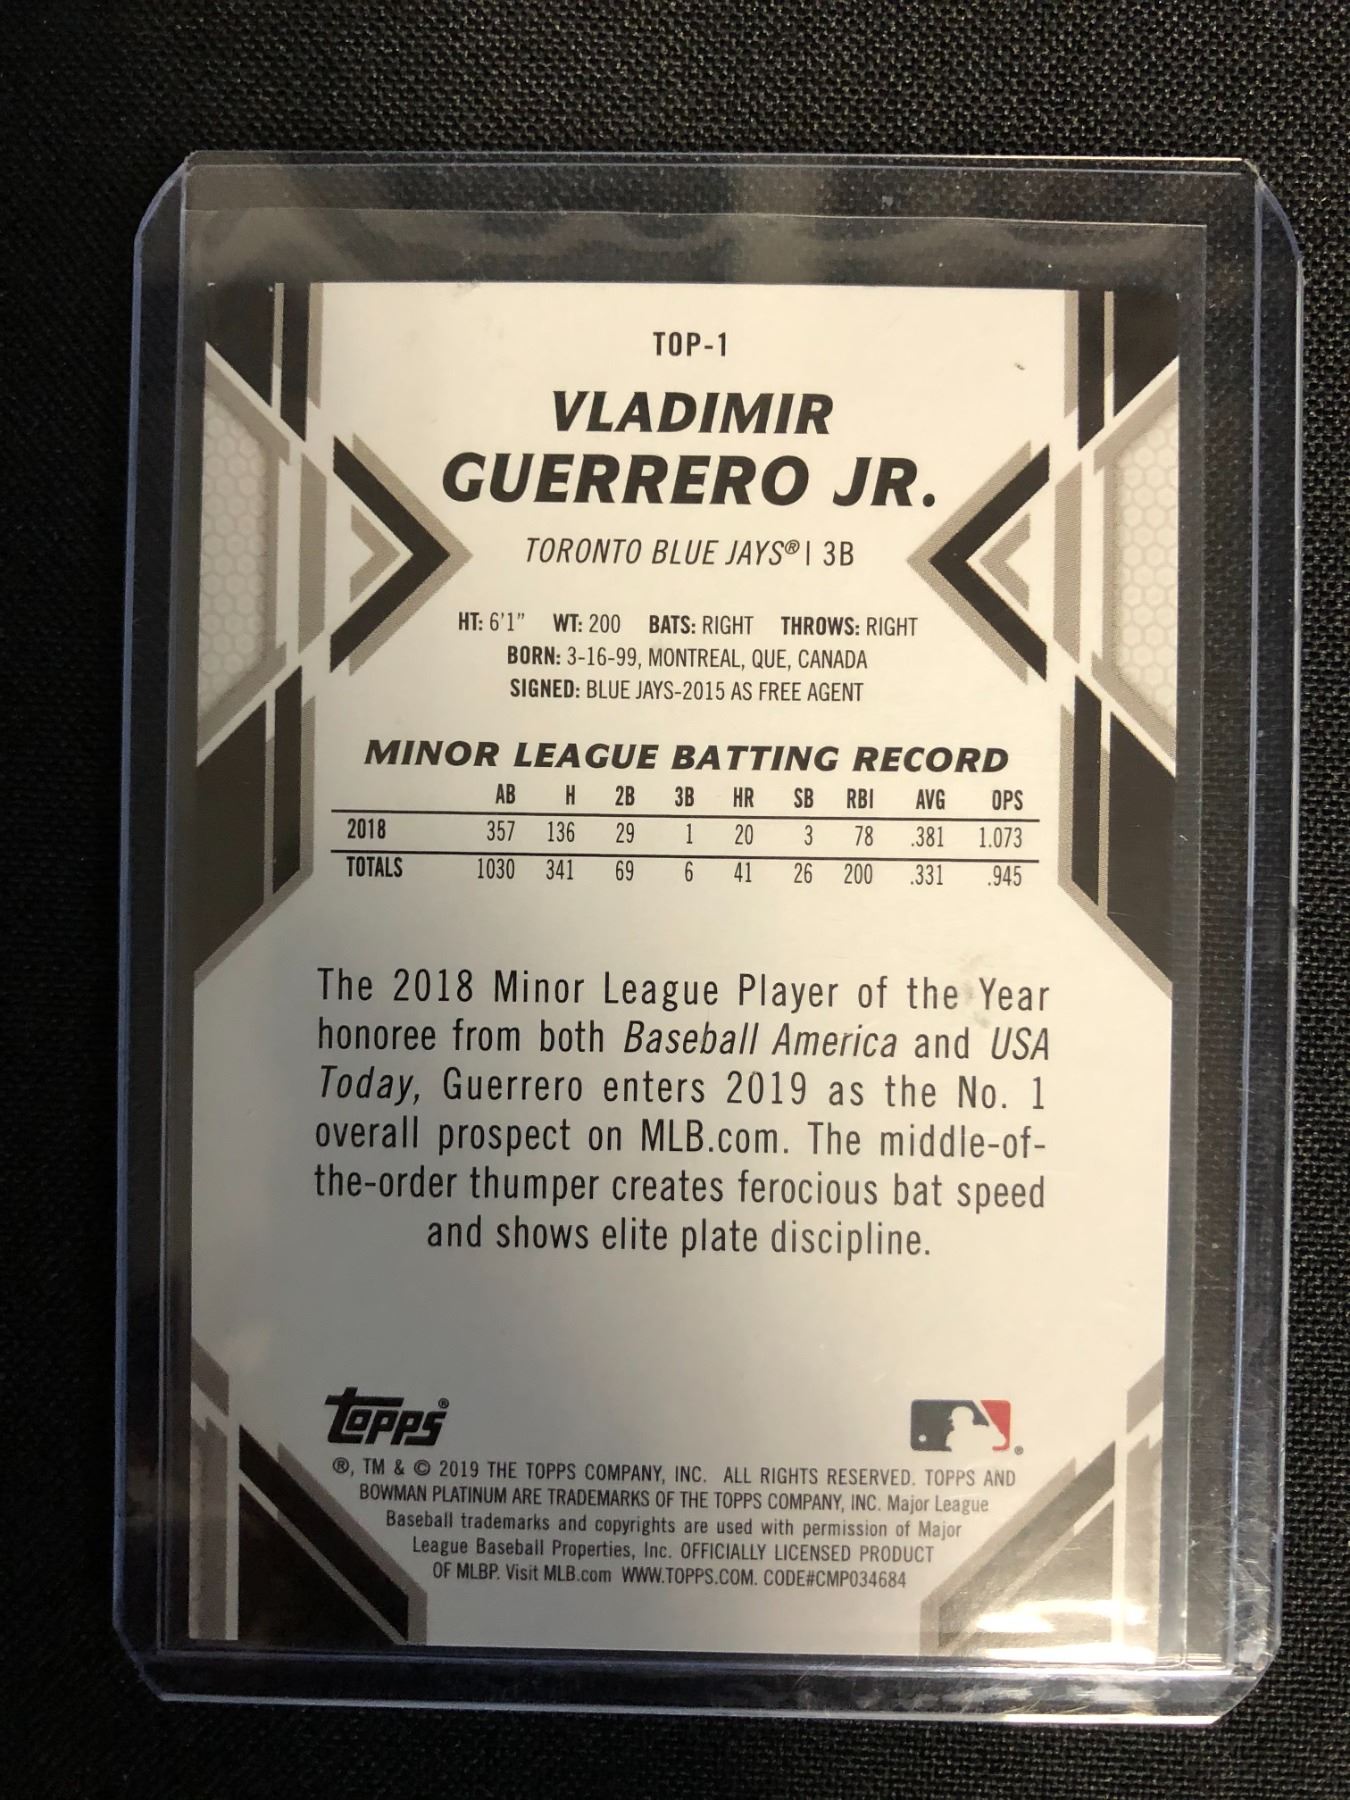 TOP-1
VLADIMIR
GUERRERO JR.
TORONTO BLUE JAYS® | 3B
HT: 6'1" WT: 200 BATS: RIGHT THROWS: RIGHT
BORN: 3-16-99, MONTREAL, QUE, CANADA
SIGNED: BLUE JAYS-2015 AS FREE AGENT
MINOR LEAGUE BATTING RECORD
AB H 2B 3B HR SB RBI AVG OPS
2018 357 136 29 1 20 3 78 .381 1.073
TOTALS 1030 341 69 6 41 26 200 .331 .945
The 2018 Minor League Player of the Year
honoree from both Baseball America and USA
Today, Guerrero enters 2019 as the No. 1
overall prospect on MLB.com. The middle-of-
the-order thumper creates ferocious bat speed
and shows elite plate discipline.
Topps® ®
®, TM & © 2019 THE TOPPS COMPANY, INC. ALL RIGHTS RESERVED. TOPPS AND
BOWMAN PLATINUM ARE TRADEMARKS OF THE TOPPS COMPANY, INC. Major League
Baseball trademarks and copyrights are used with permission of Major
League Baseball Properties, Inc. OFFICIALLY LICENSED PRODUCT
OF MLBP. Visit MLB.com WWW.TOPPS.COM. CODE#CMP034684